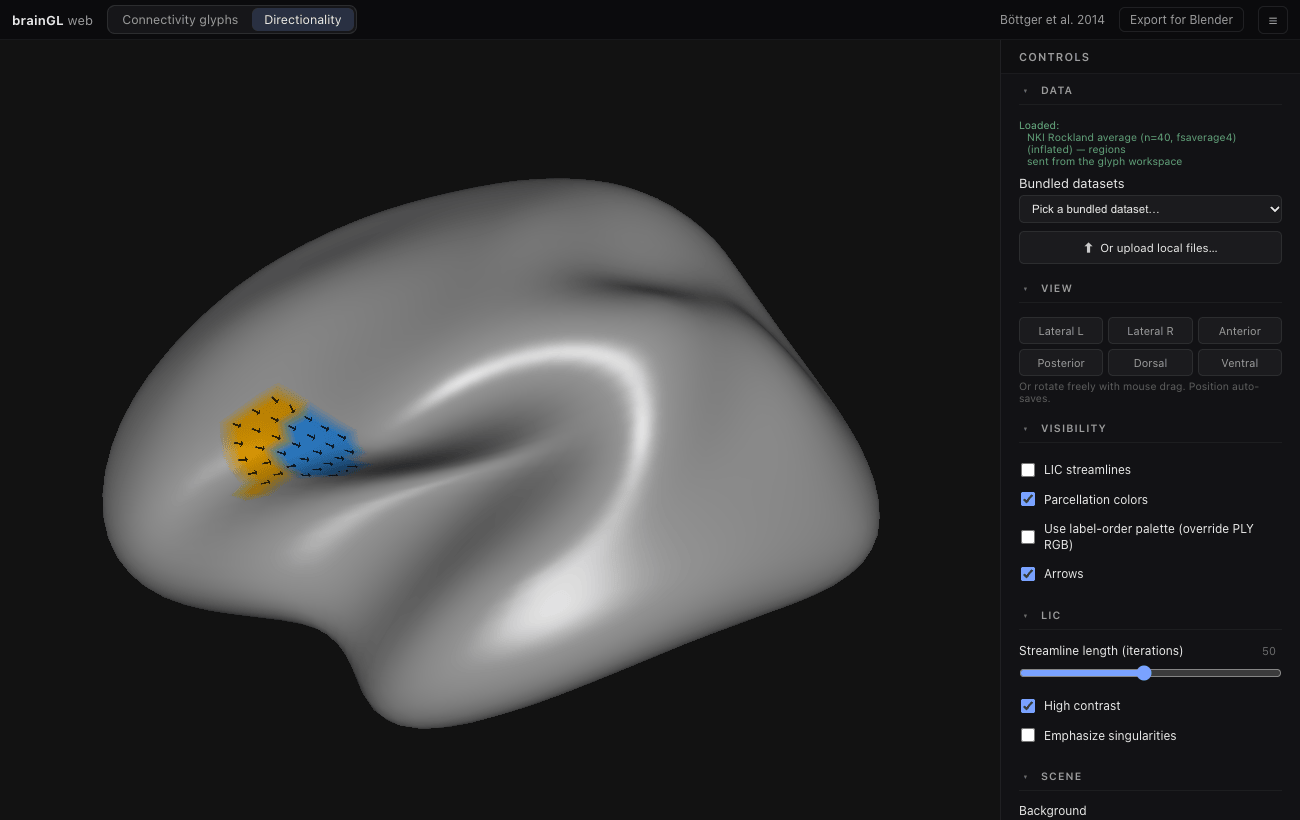 brainGL web
Connectivity glyphs
Directionality
Böttger et al. 2014
Export for Blender
≡
CONTROLS
DATA
Loaded:
NKI Rockland average (n=40, fsaverage4)
(inflated) — regions
sent from the glyph workspace
Bundled datasets
Pick a bundled dataset...
⬆ Or upload local files...
VIEW
Lateral L
Lateral R
Anterior
Posterior
Dorsal
Ventral
Or rotate freely with mouse drag. Position auto-
saves.
VISIBILITY
LIC streamlines
Parcellation colors
Use label-order palette (override PLY
RGB)
Arrows
LIC
Streamline length (iterations) 50
High contrast
Emphasize singularities
SCENE
Background